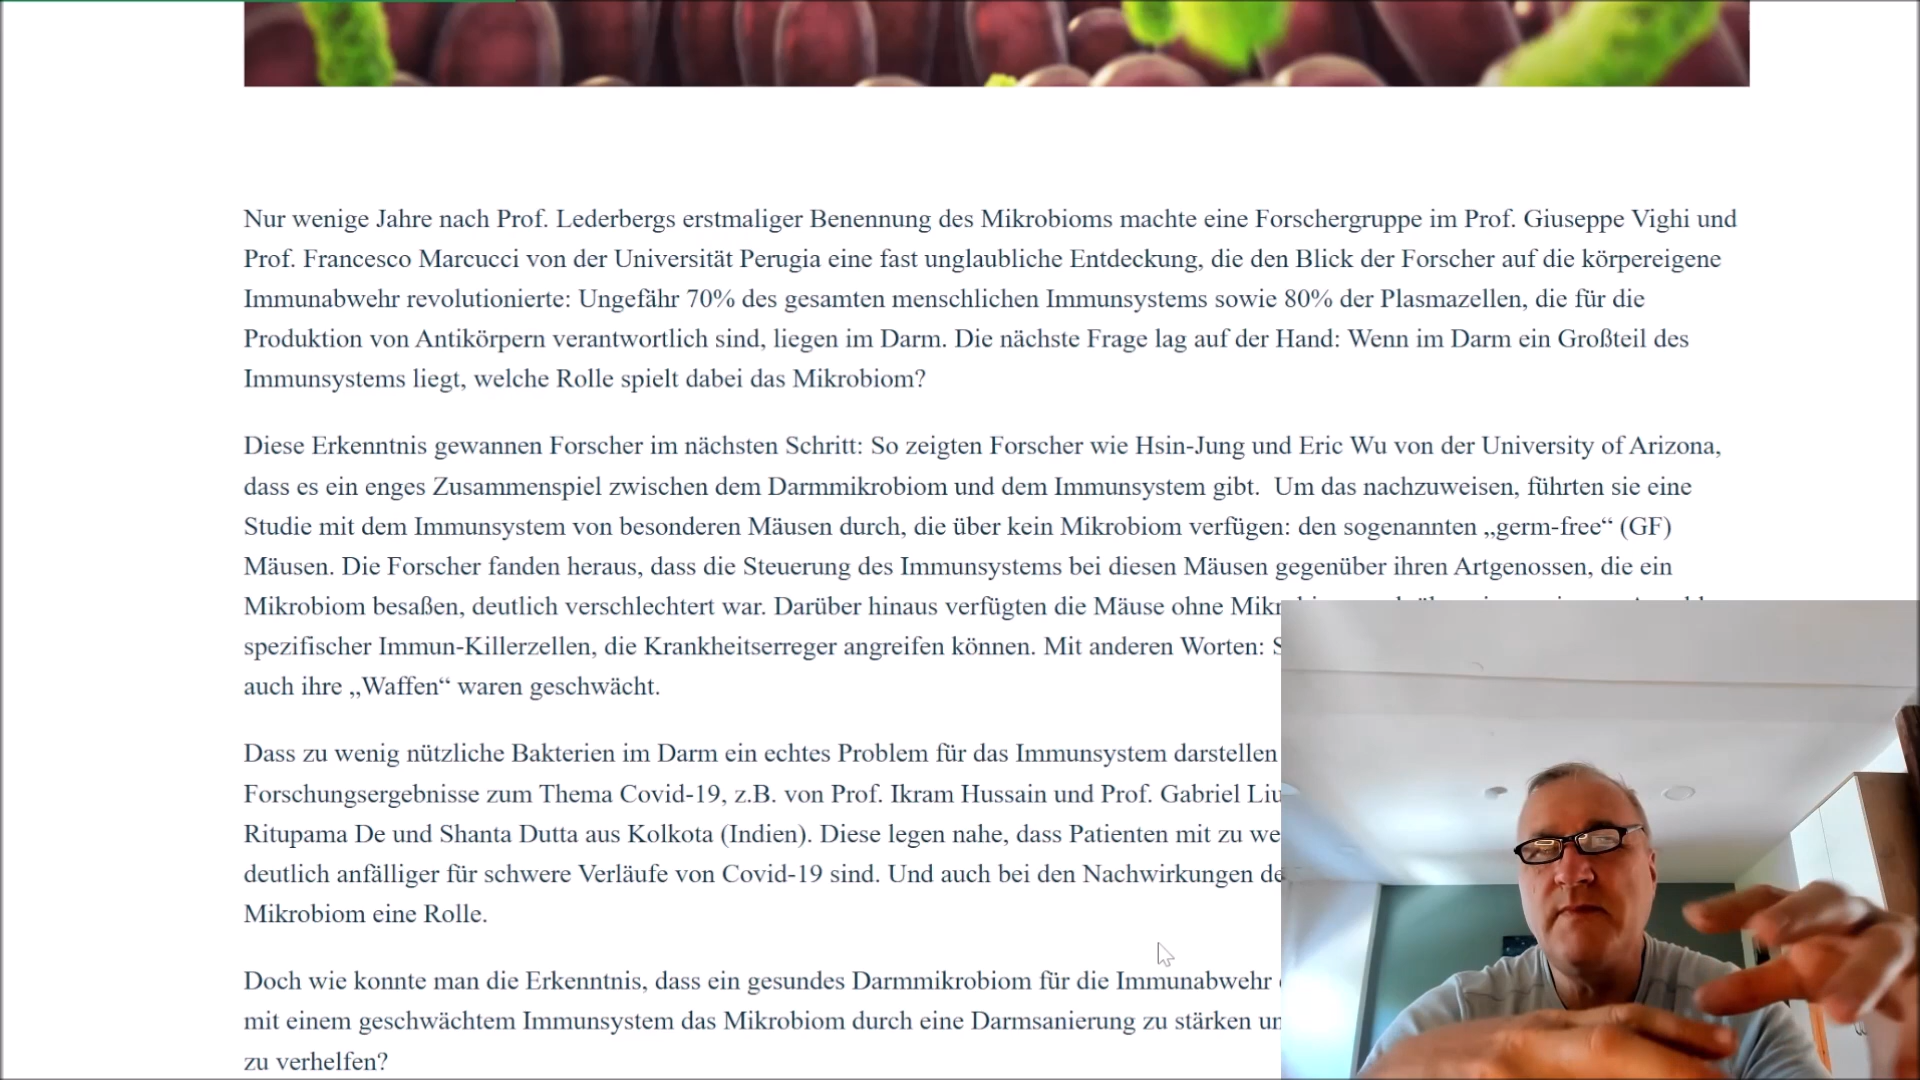 Nur wenige Jahre nach Prof. Lederbergs erstmaliger Benennung des Mikrobioms machte eine Forschergruppe im Prof. Giuseppe Vighi und
Prof. Francesco Marcucci von der Universität Perugia eine fast unglaubliche Entdeckung, die den Blick der Forscher auf die körpereigene
Immunabwehr revolutionierte: Ungefähr 70% des gesamten menschlichen Immunsystems sowie 80% der Plasmazellen, die für die
Produktion von Antikörpern verantwortlich sind, liegen im Darm. Die nächste Frage lag auf der Hand: Wenn im Darm ein Großteil des
Immunsystems liegt, welche Rolle spielt dabei das Mikrobiom?
Diese Erkenntnis gewannen Forscher im nächsten Schritt: So zeigten Forscher wie Hsin-Jung und Eric Wu von der University of Arizona,
dass es ein enges Zusammenspiel zwischen dem Darmmikrobiom und dem Immunsystem gibt.  Um das nachzuweisen, führten sie eine
Studie mit dem Immunsystem von besonderen Mäusen durch, die über kein Mikrobiom verfügen: den sogenannten „germ-free“ (GF)
Mäusen. Die Forscher fanden heraus, dass die Steuerung des Immunsystems bei diesen Mäusen gegenüber ihren Artgenossen, die ein
Mikrobiom besaßen, deutlich verschlechtert war. Darüber hinaus verfügten die Mäuse ohne
spezifischer Immun-Killerzellen, die Krankheitserreger angreifen können. Mit anderen Worten:
auch ihre „Waffen“ waren geschwächt.
Dass zu wenig nützliche Bakterien im Darm ein echtes Problem für das Immunsystem darstellen
Forschungsergebnisse zum Thema Covid-19, z.B. von Prof. Ikram Hussain und Prof. Gabriel
Ritupama De und Shanta Dutta aus Kolkota (Indien). Diese legen nahe, dass Patienten mit zu
deutlich anfälliger für schwere Verläufe von Covid-19 sind. Und auch bei den Nachwirkungen
Mikrobiom eine Rolle.
Doch wie konnte man die Erkenntnis, dass ein gesundes Darmmikrobiom für die Immunabwehr
mit einem geschwächtem Immunsystem das Mikrobiom durch eine Darmsanierung zu stärken
zu verhelfen?